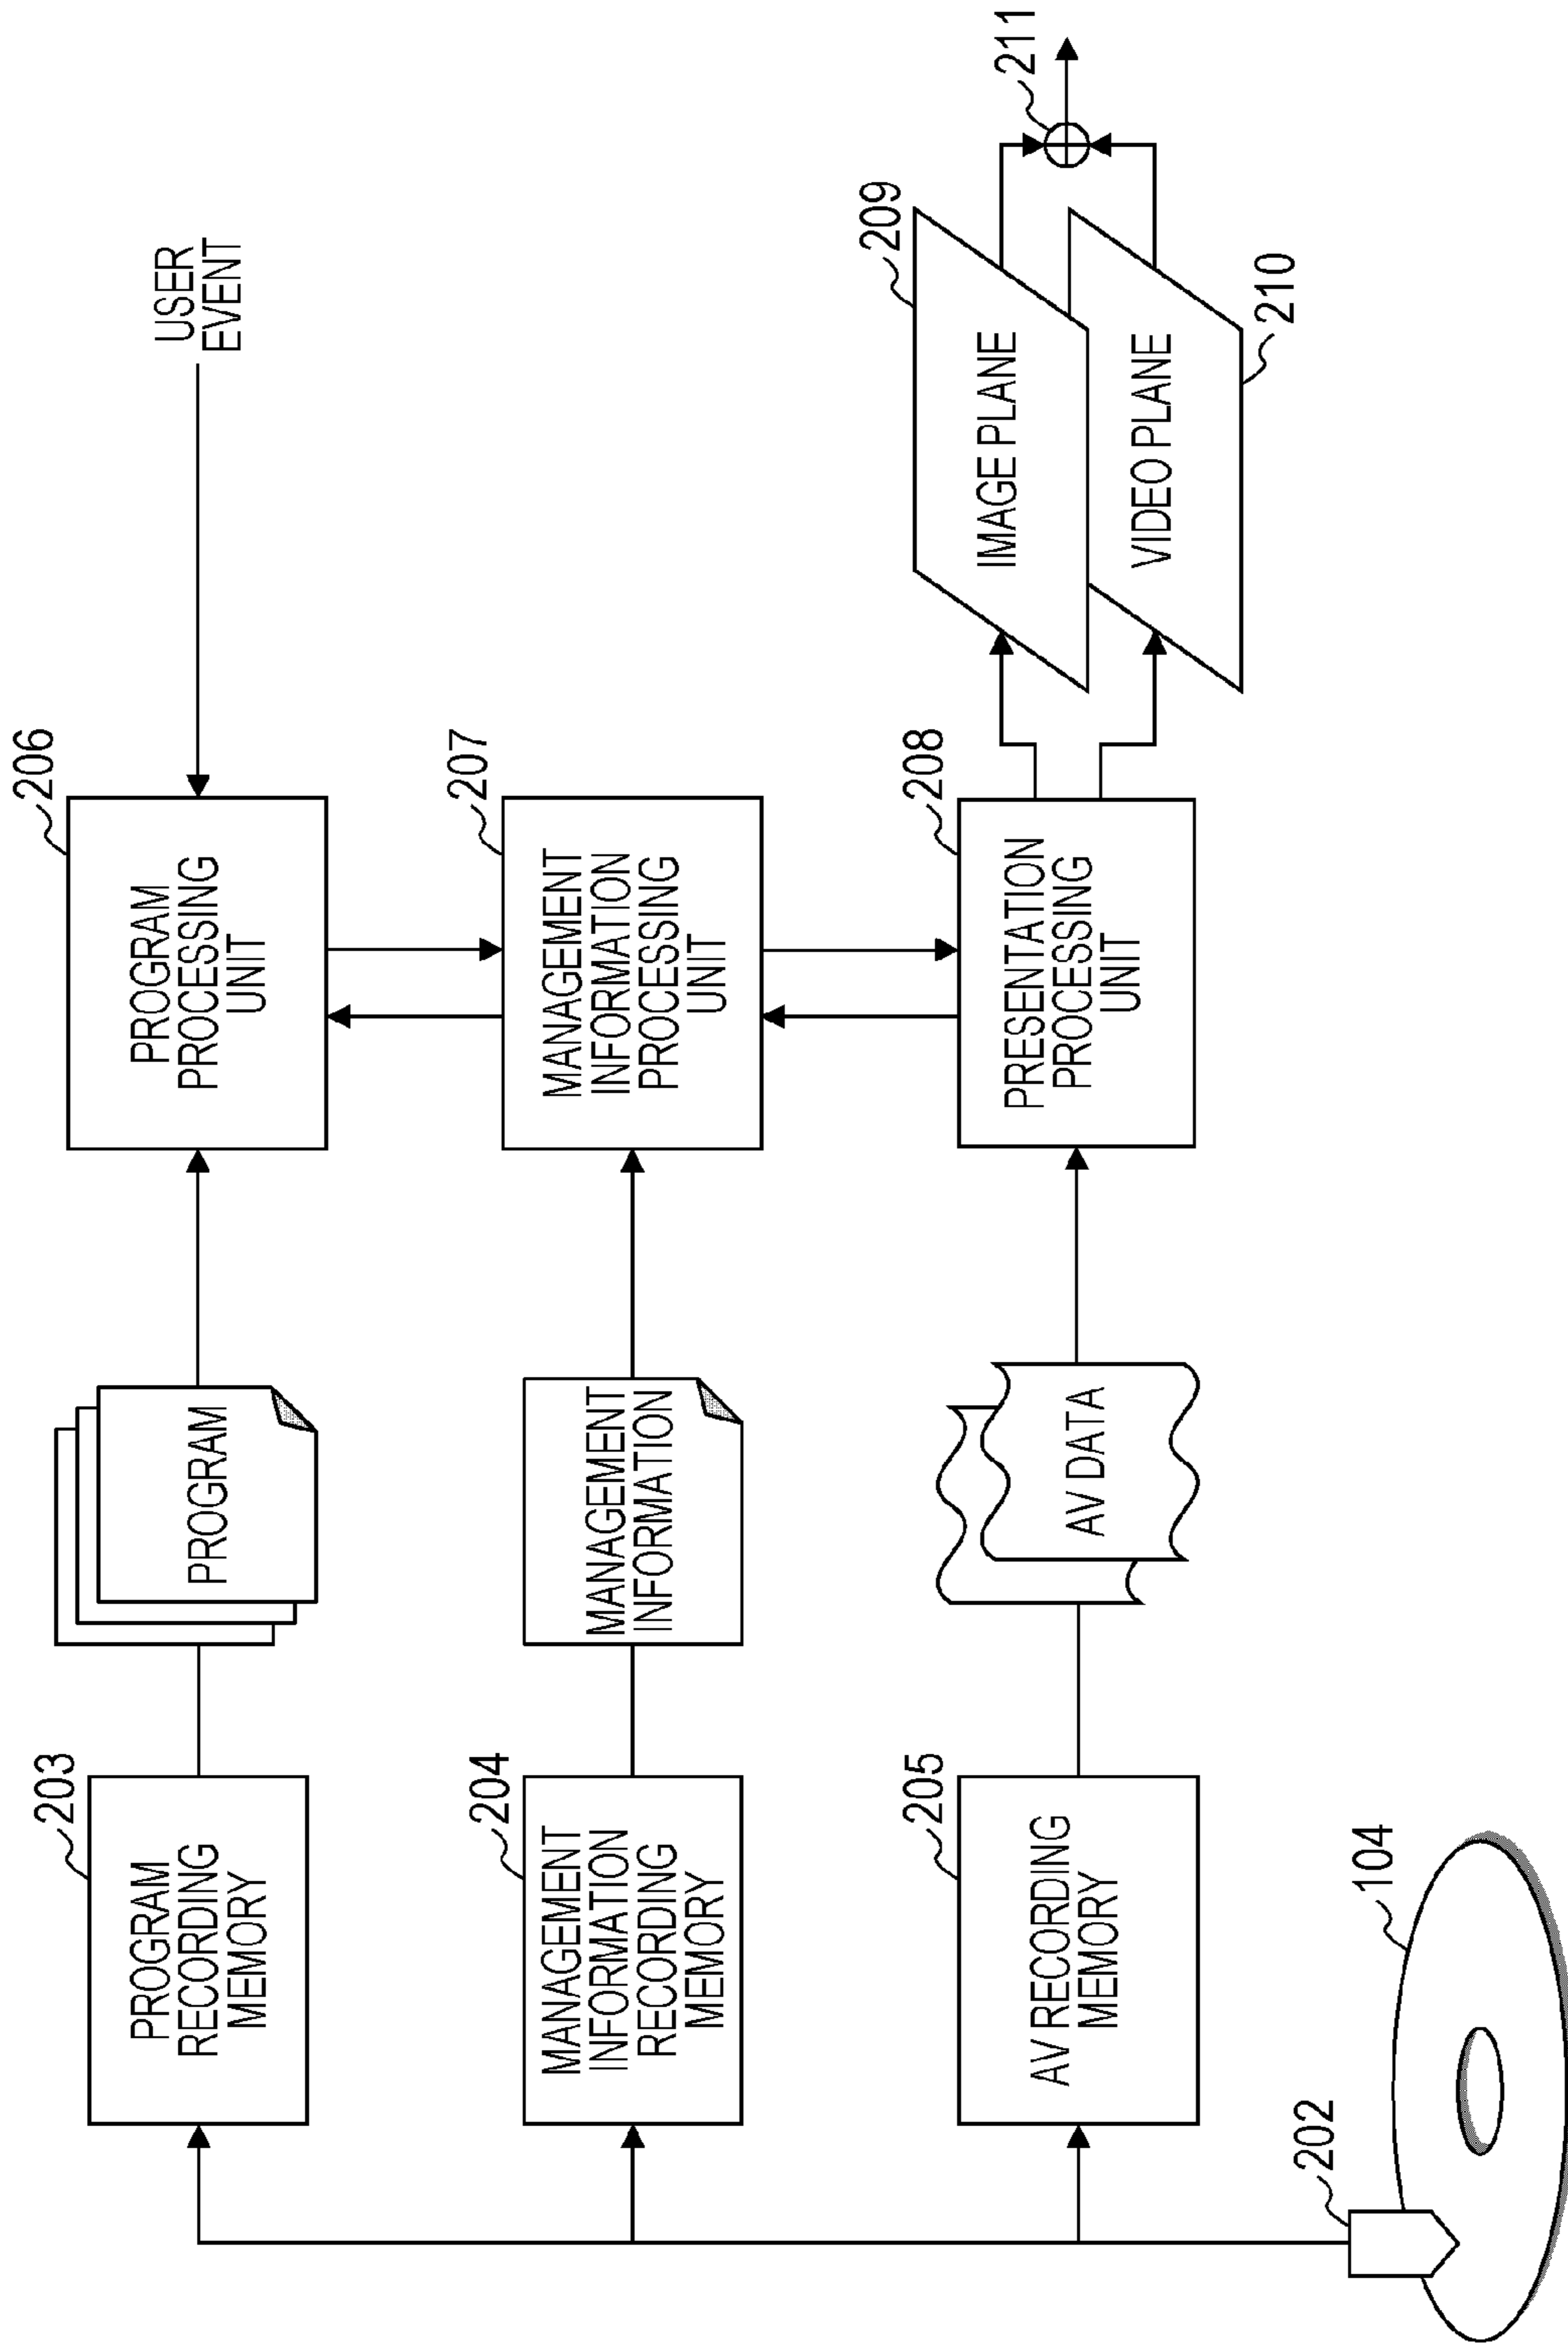 203
PROGRAM
RECORDING
MEMORY
PROGRAM
206
PROGRAM
PROCESSING
UNIT
USER
EVENT
204
MANAGEMENT
INFORMATION
RECORDING
MEMORY
MANAGEMENT
INFORMATION
207
MANAGEMENT
INFORMATION
PROCESSING
UNIT
205
AV RECORDING
MEMORY
AV DATA
208
PRESENTATION
PROCESSING
UNIT
209
IMAGE PLANE
VIDEO PLANE
210
211
202
104